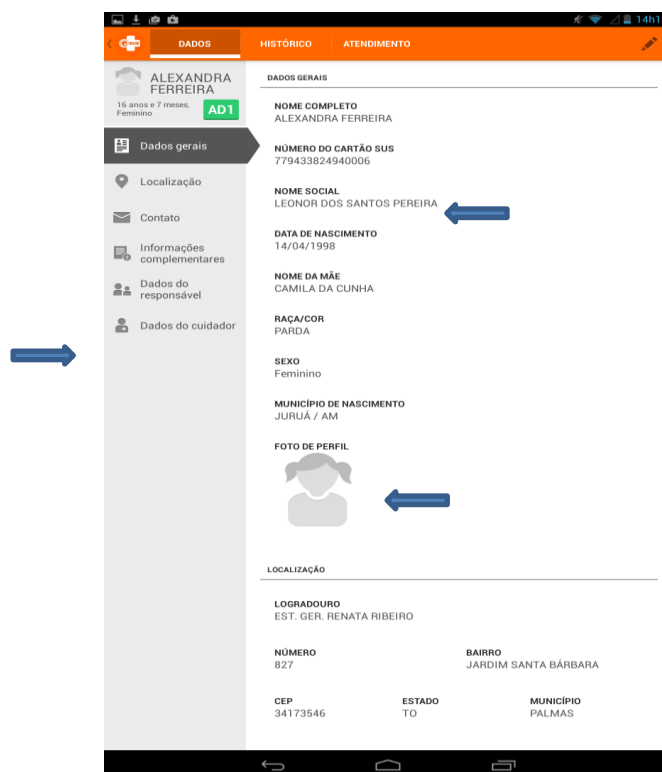 14h1
DADOS HISTÓRICO ATENDIMENTO
ALEXANDRA
FERREIRA
16 anos e 7 meses,
Feminino
AD1
Dados gerais
Localização
Contato
Informações
complementares
Dados do
responsável
Dados do cuidador
DADOS GERAIS
NOME COMPLETO
ALEXANDRA FERREIRA
NÚMERO DO CARTÃO SUS
779433824940006
NOME SOCIAL
LEONOR DOS SANTOS PEREIRA
DATA DE NASCIMENTO
14/04/1998
NOME DA MÃE
CAMILA DA CUNHA
RAÇA/COR
PARDA
SEXO
Feminino
MUNICÍPIO DE NASCIMENTO
JURUÁ / AM
FOTO DE PERFIL
LOCALIZAÇÃO
LOGRADOURO
EST. GER. RENATA RIBEIRO
NÚMERO BAIRRO
827 JARDIM SANTA BÁRBARA
CEP ESTADO MUNICÍPIO
34173546 TO PALMAS